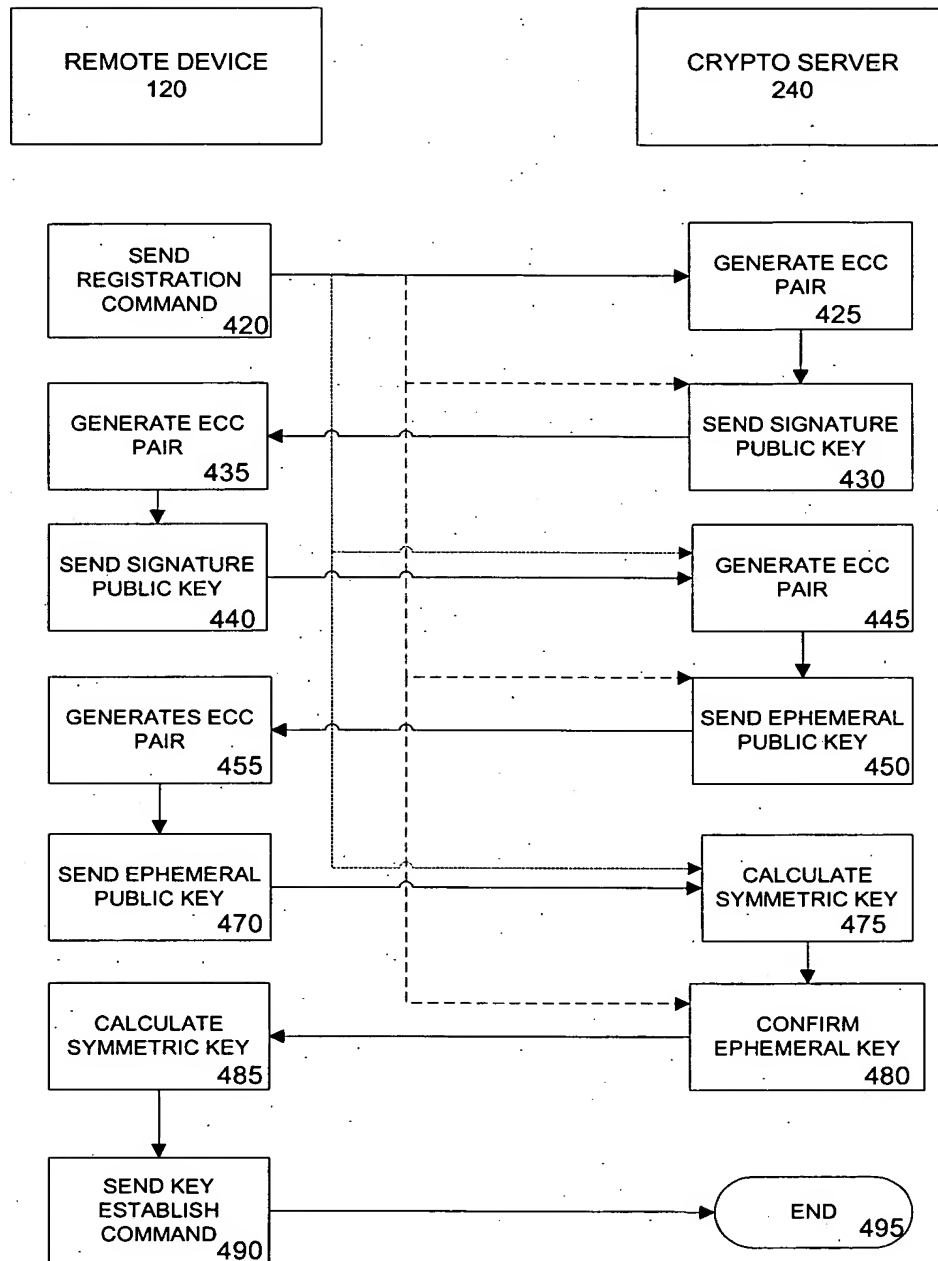 REMOTE DEVICE
120
CRYPTO SERVER
240
SEND
REGISTRATION
COMMAND
420
GENERATE ECC
PAIR
425
GENERATE ECC
PAIR
435
SEND SIGNATURE
PUBLIC KEY
430
SEND SIGNATURE
PUBLIC KEY
440
GENERATE ECC
PAIR
445
GENERATES ECC
PAIR
455
SEND EPHEMERAL
PUBLIC KEY
450
SEND EPHEMERAL
PUBLIC KEY
470
CALCULATE
SYMMETRIC KEY
475
CALCULATE
SYMMETRIC KEY
485
CONFIRM
EPHEMERAL KEY
480
SEND KEY
ESTABLISH
COMMAND
490
END
495